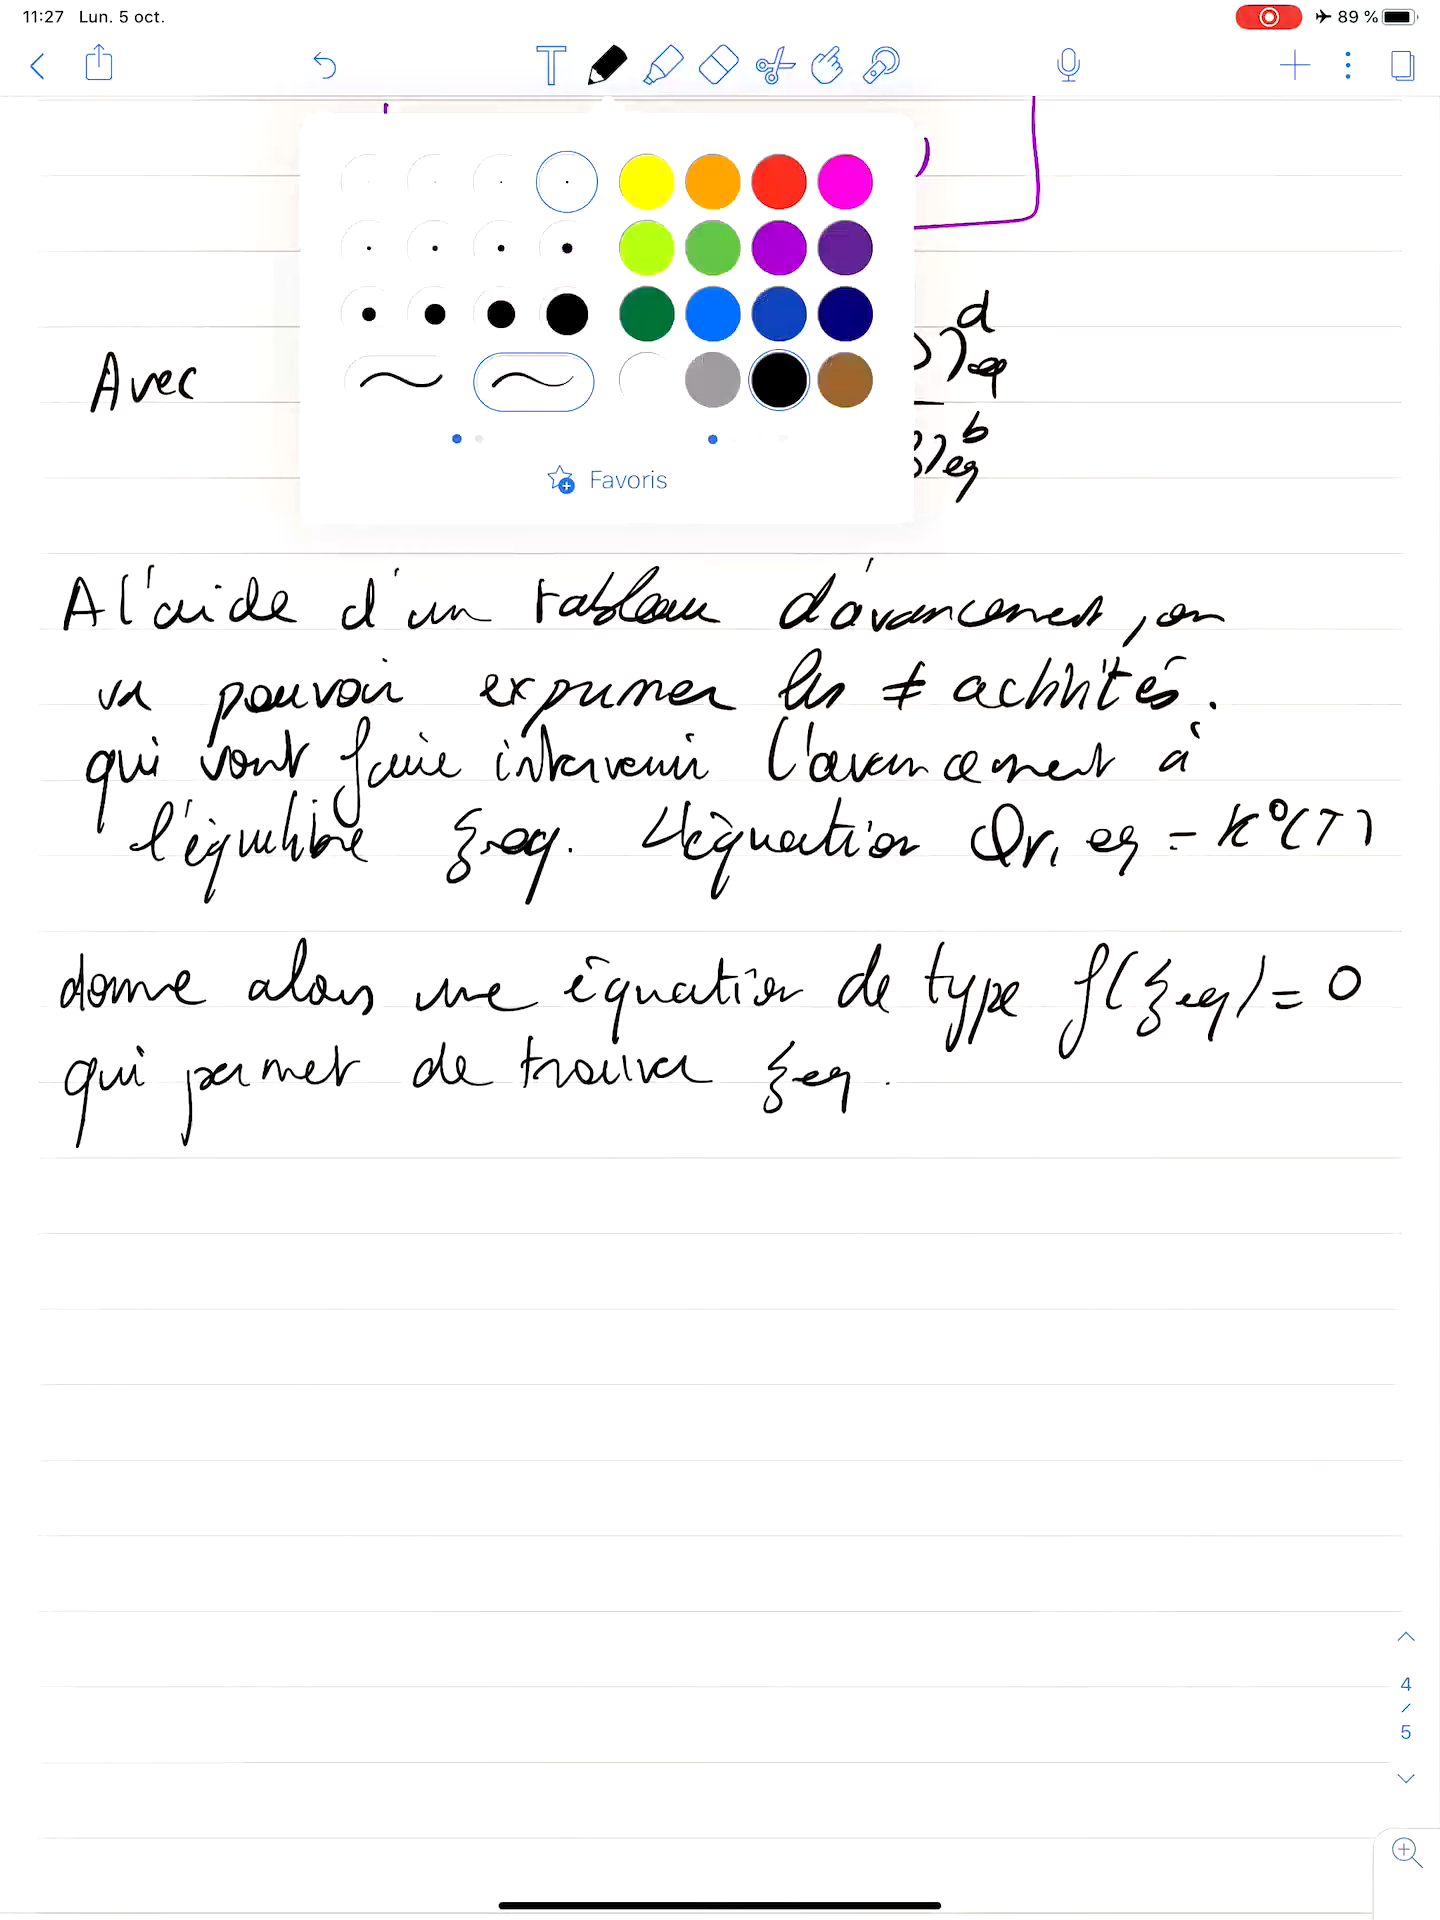 11:27 Lun. 5 oct. 89 %
T
Avec
)eq^d
)eq^b
Favoris
A l'aide d'un tableau d'avancement, on
va pouvoir exprimer les ≠ activités.
qui vont faire intervenir l'avancement à
l'équilibre ξeq. L'équation Qr, eq = K°(T)
donne alors une équation de type f(ξeq) = 0
qui permet de trouver ξeq.
4
/
5